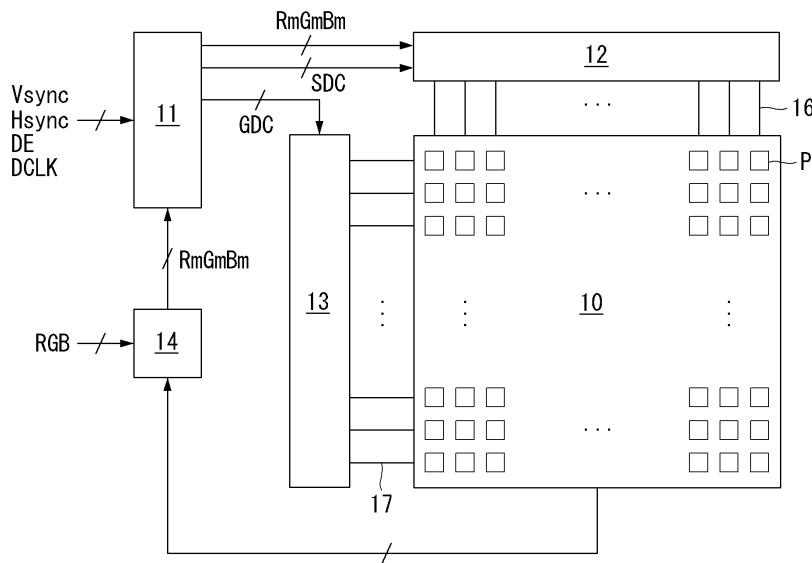 RmGmBm
12
SDC
Vsync
Hsync
DE
DCLK
11
GDC
16
P
RmGmBm
13
10
RGB
14
17